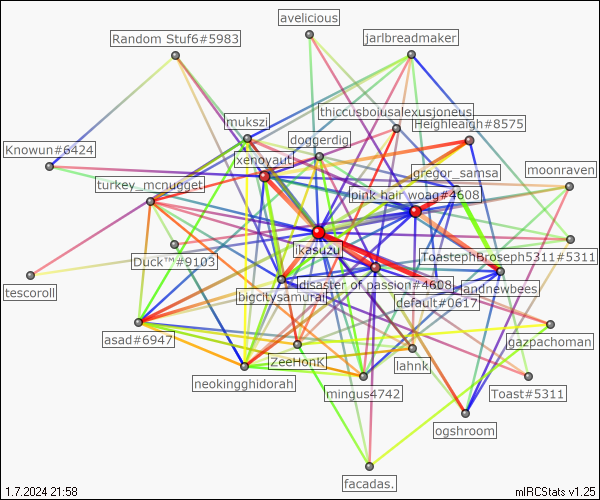 avelicious
Random Stuf6#5983
jarlbreadmaker
thiccusbolusalexusjoneus
mukszi
Heighleaigh#8575
doggerdig
Knowun#6424
xenoyaut
gregor_samsa
moonraven
turkey_mcnugget
pink hair woag#4608
ikasuzu
Duck™#9103
ToastephBroseph5311#5311
disaster of passion#4608
landnewbees
tescoroll
bigcitysamurai
default#0617
asad#6947
gazpachoman
ZeeHonK
lahnk
neokingghidorah
mingus4742
Toast#5311
ogshroom
facadas.
1.7.2024 21:58
mIRCStats v1.25